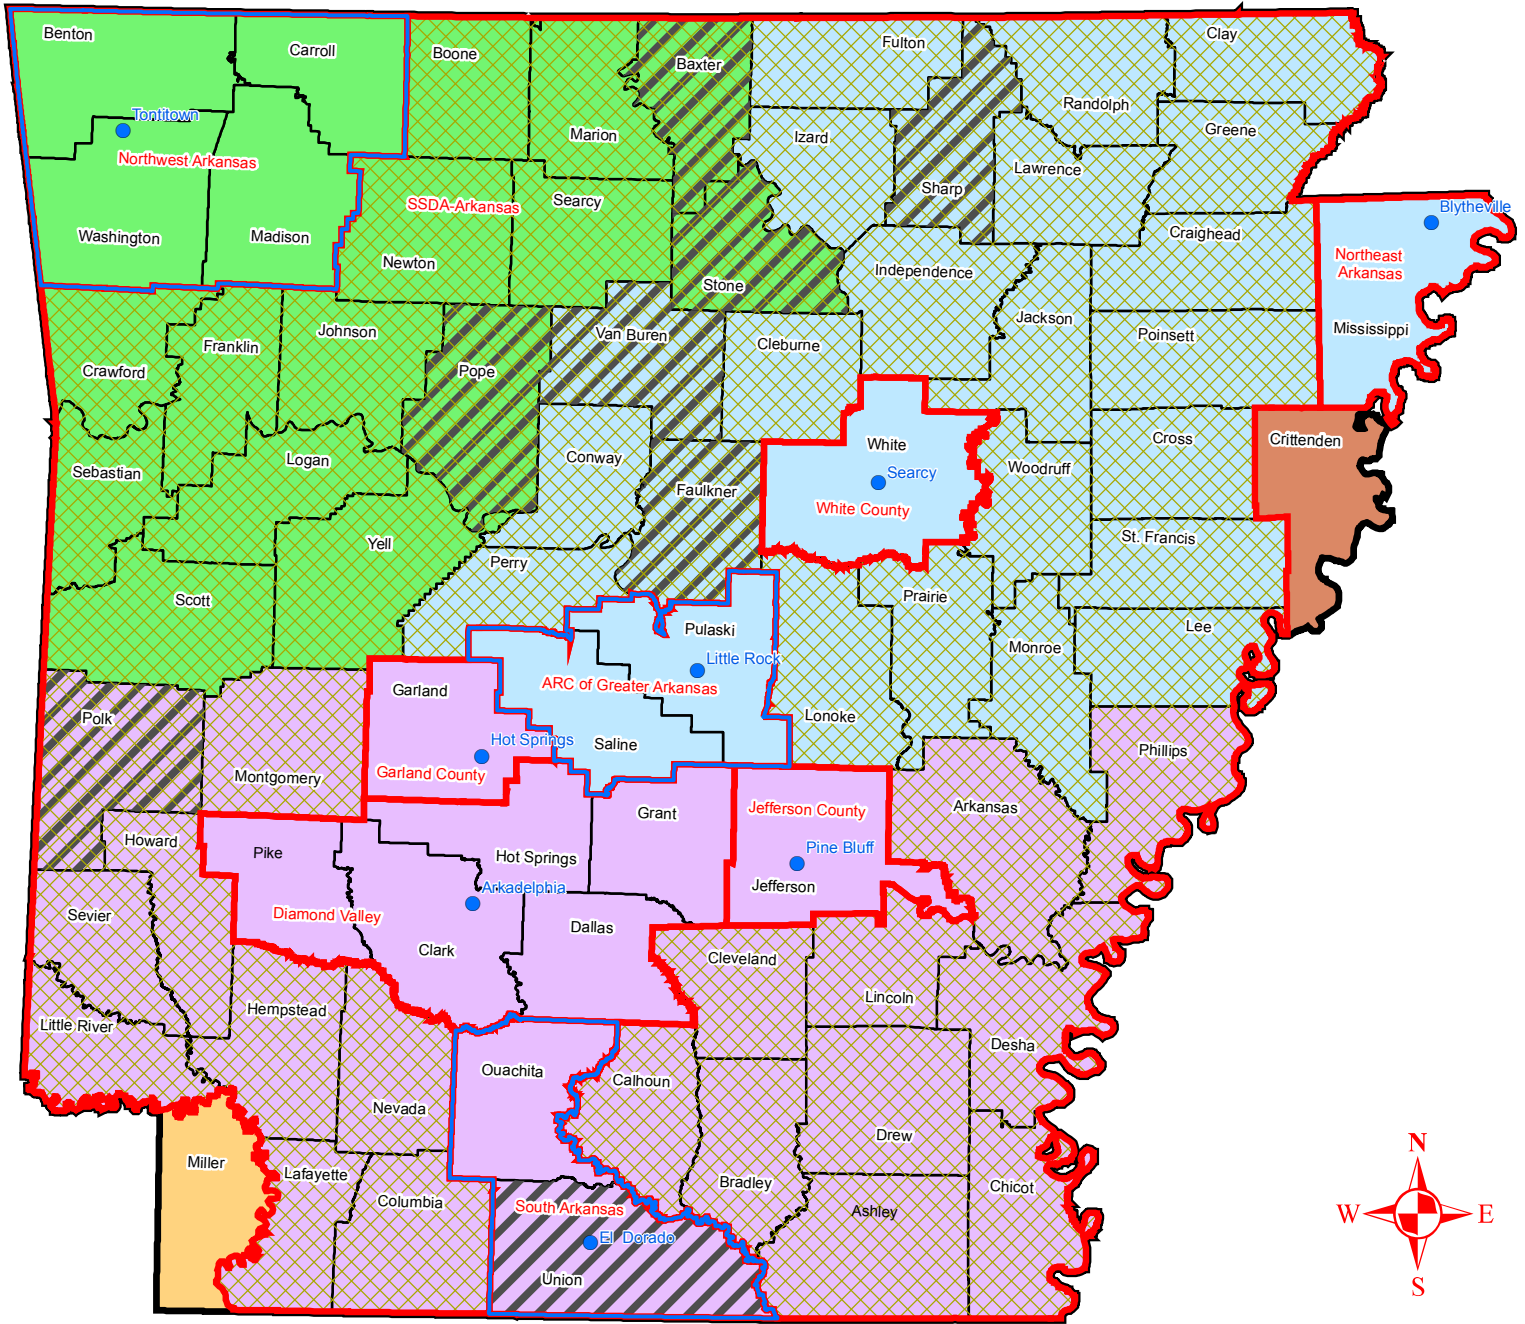 Benton
Carroll
Boone
Baxter
Fulton
Clay
Randolph
Tontitown
Marion
Izard
Greene
Northwest Arkansas
Lawrence
Sharp
SSDA-Arkansas
Searcy
Blytheville
Washington
Madison
Craighead
Newton
Independence
Northeast
Arkansas
Stone
Johnson
Van Buren
Jackson
Mississippi
Franklin
Cleburne
Poinsett
Crawford
Pope
Sebastian
Logan
Conway
White
Cross
Crittenden
Searcy
Woodruff
Faulkner
White County
Yell
St. Francis
Perry
Scott
Prairie
Pulaski
Lee
Monroe
Little Rock
Garland
ARC of Greater Arkansas
Polk
Lonoke
Hot Springs
Saline
Phillips
Montgomery
Garland County
Grant
Jefferson County
Arkansas
Howard
Pike
Hot Springs
Pine Bluff
Arkadelphia
Jefferson
Sevier
Diamond Valley
Dallas
Clark
Cleveland
Lincoln
Hempstead
Little River
Desha
Ouachita
Calhoun
Nevada
Drew
Miller
Lafayette
Bradley
Chicot
Columbia
South Arkansas
Ashley
El Dorado
Union
N
W
E
S